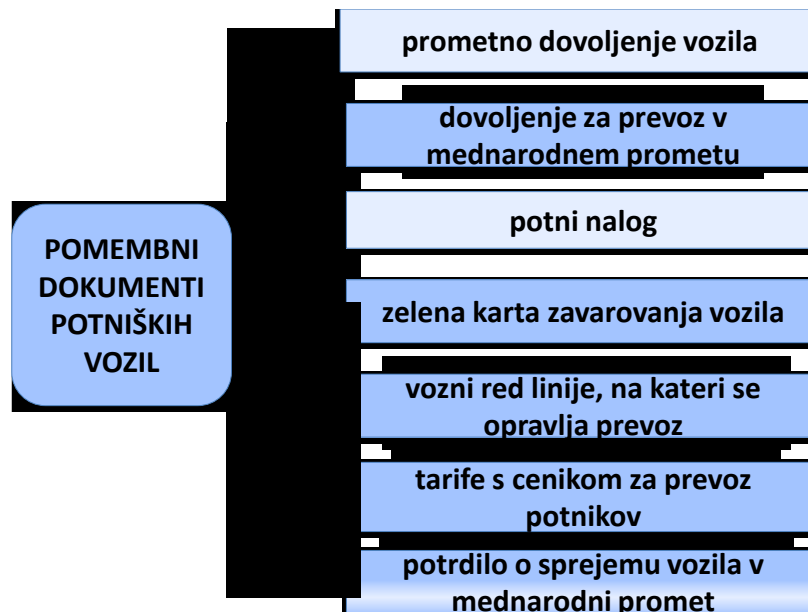 POMEMBNI
DOKUMENTI
POTNIŠKIH
VOZIL
prometno dovoljenje vozila
dovoljenje za prevoz v
mednarodnem prometu
potni nalog
zelena karta zavarovanja vozila
vozni red linije, na kateri se
opravlja prevoz
tarife s cenikom za prevoz
potnikov
potrdilo o sprejemu vozila v
mednarodni promet